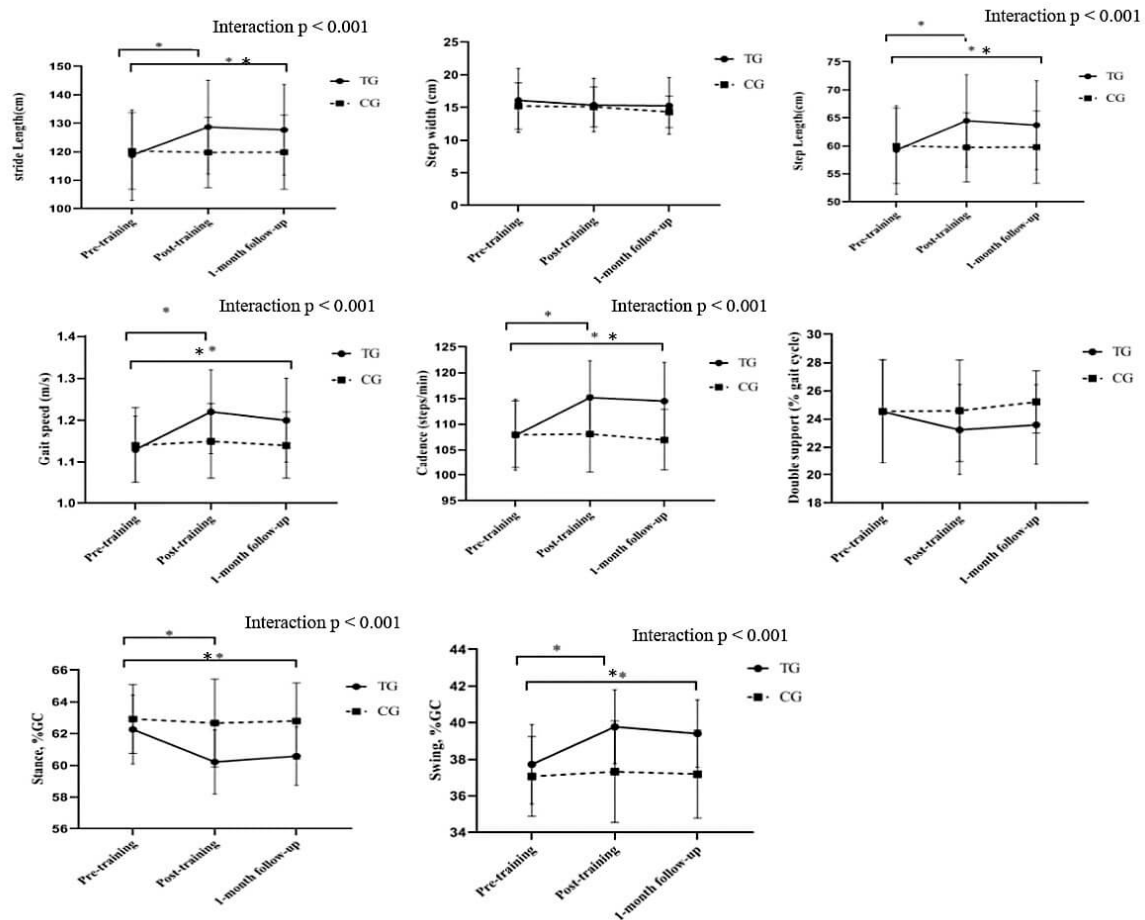 Interaction p < 0.001
* 
* *
stride Length(cm)
150
140
130
120
110
100
TG
CG
Pre-training
Post-training
1-month follow-up
Step width (cm)
25
20
15
10
5
0
TG
CG
Pre-training
Post-training
1-month follow-up
Interaction p < 0.001
*
* *
Step Length(cm)
75
70
65
60
55
50
TG
CG
Pre-training
Post-training
1-month follow-up
Interaction p < 0.001
*
* *
Gait speed (m/s)
1.4
1.3
1.2
1.1
1.0
TG
CG
Pre-training
Post-training
1-month follow-up
Interaction p < 0.001
*
* *
Cadence (steps/min)
125
120
115
110
105
100
95
TG
CG
Pre-training
Post-training
1-month follow-up
Double support (% gait cycle)
30
28
26
24
22
20
18
TG
CG
Pre-training
Post-training
1-month follow-up
Interaction p < 0.001
*
* *
Stance, %GC
66
64
62
60
58
56
TG
CG
Pre-training
Post-training
1-month follow-up
Interaction p < 0.001
*
* *
Swing, %GC
44
42
40
38
36
34
TG
CG
Pre-training
Post-training
1-month follow-up